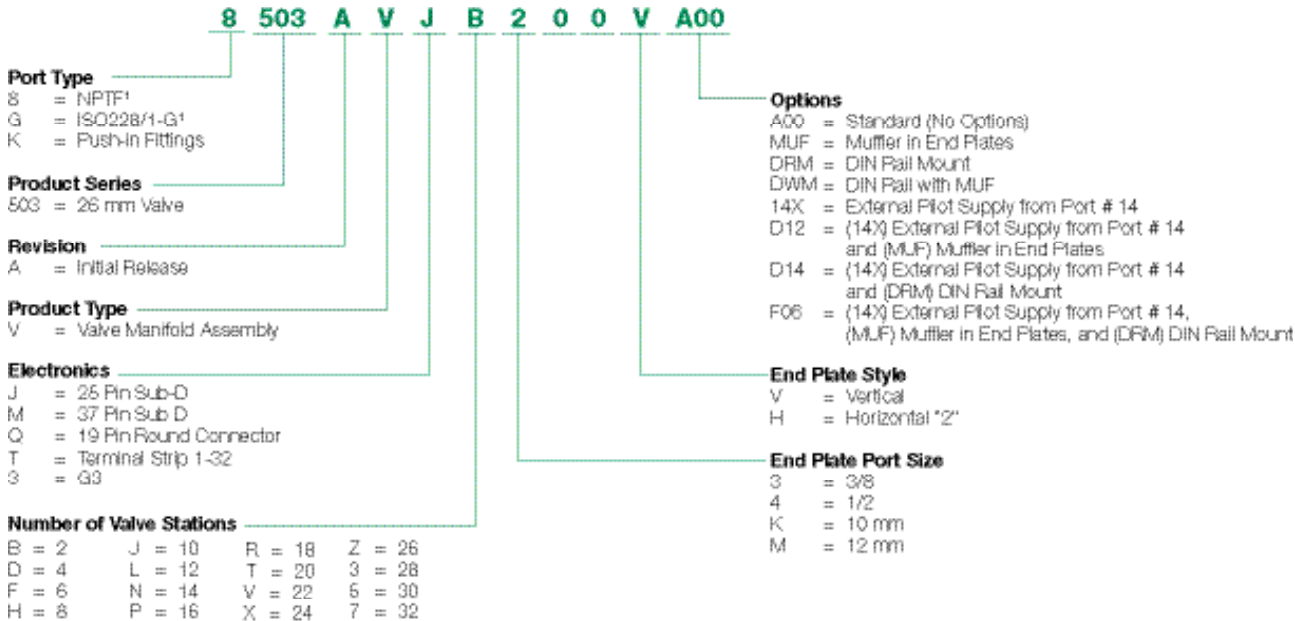 8 503 A V J B 2 0 0 V A00
Port Type
8 = NPTF¹
G = ISO228/1-G¹
K = Push-in Fittings
Product Series
503 = 26 mm Valve
Revision
A = Initial Release
Product Type
V = Valve Manifold Assembly
Electronics
J = 25 Pin Sub-D
M = 37 Pin Sub D
Q = 19 Pin Round Connector
T = Terminal Strip 1-32
3 = G3
Number of Valve Stations
B = 2 J = 10 R = 18 Z = 26
D = 4 L = 12 T = 20 3 = 28
F = 6 N = 14 V = 22 5 = 30
H = 8 P = 16 X = 24 7 = 32
Options
A00 = Standard (No Options)
MUF = Muffler in End Plates
DRM = DIN Rail Mount
DWM = DIN Rail with MUF
14X = External Pilot Supply from Port # 14
D12 = (14X) External Pilot Supply from Port # 14
and (MUF) Muffler in End Plates
D14 = (14X) External Pilot Supply from Port # 14
and (DRM) DIN Rail Mount
F06 = (14X) External Pilot Supply from Port # 14,
(MUF) Muffler in End Plates, and (DRM) DIN Rail Mount
End Plate Style
V = Vertical
H = Horizontal "2"
End Plate Port Size
3 = 3/8
4 = 1/2
K = 10 mm
M = 12 mm